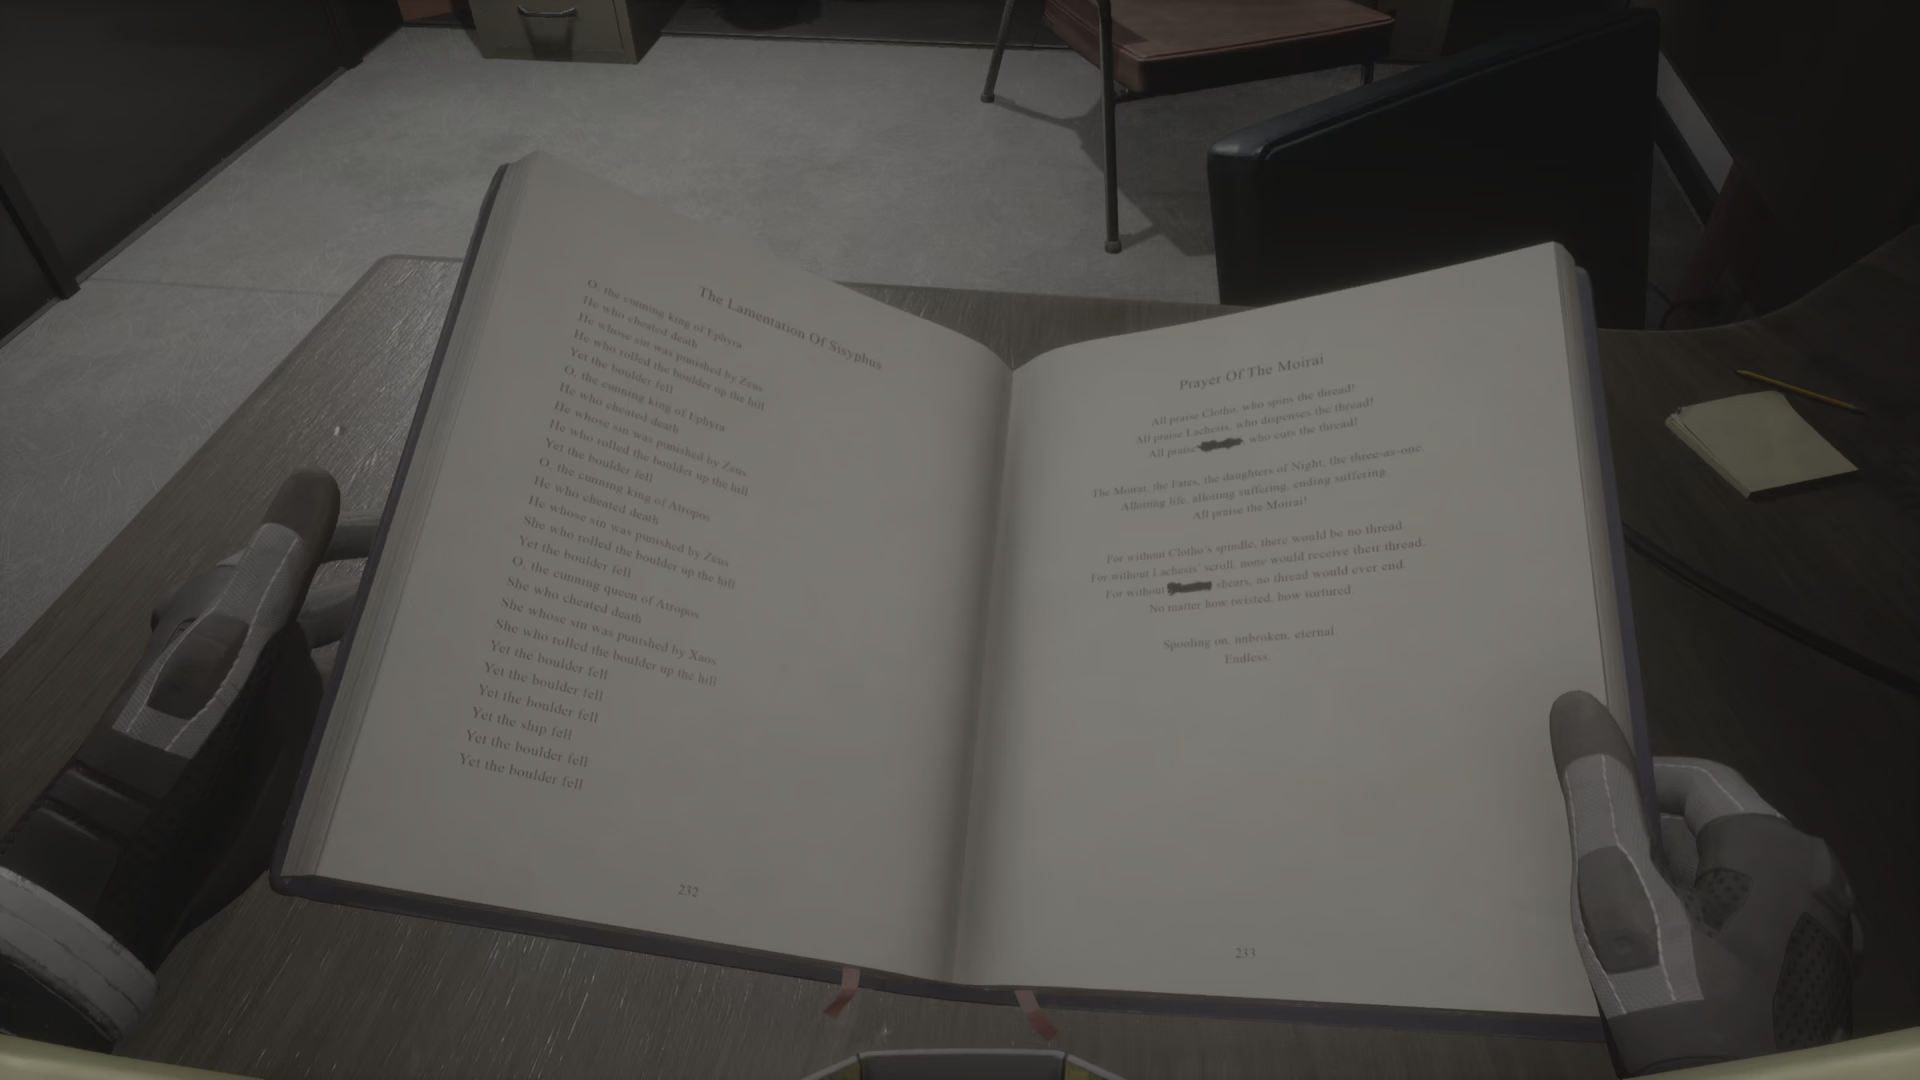 The Lamentation Of Sisyphus
O, the cunning king of Ephyra
He who cheated death
He whose sin was punished by Zeus
He who rolled the boulder up the hill
Yet the boulder fell
O, the cunning king of Ephyra
He who cheated death
He whose sin was punished by Zeus
He who rolled the boulder up the hill
Yet the boulder fell
O, the cunning king of Atropos
He who cheated death
He whose sin was punished by Zeus
She who rolled the boulder up the hill
Yet the boulder fell
O, the cunning queen of Atropos
She who cheated death
She whose sin was punished by Xaos
She who rolled the boulder up the hill
Yet the boulder fell
Yet the boulder fell
Yet the boulder fell
Yet the ship fell
Yet the boulder fell
Yet the boulder fell
232
Prayer Of The Moirai
All praise Clotho, who spins the thread!
All praise Lachesis, who dispenses the thread!
All praise who cuts the thread!
The Moirai, the Fates, the daughters of Night, the three-as-one.
Allotting life, alloting suffering, ending suffering.
All praise the Moirai!
For without Clotho's spindle, there would be no thread.
For without Lachesis' scroll, none would receive their thread.
For without shears, no thread would ever end.
No matter how twisted, how tortured.
Spooling on, unbroken, eternal.
Endless.
233